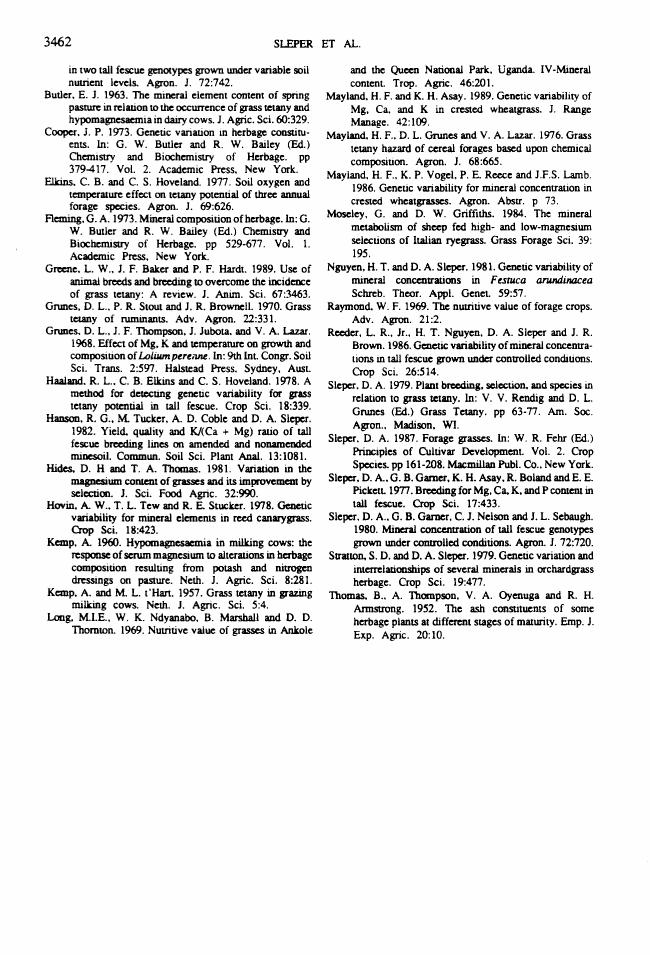 3462
SLEPER ET AL.
in two tall fescue genotypes grown under variable soil
nutrient levels. Agron. J. 72:742.
Butler, E. J. 1963. The mineral element content of spring
pasture in relation to the occurrence of grass tetany and
hypomagnesaemia in dairy cows. J. Agric. Sci. 60:329.
Cooper, J. P. 1973. Genetic variation in herbage constitu-
ents. In: G. W. Butler and R. W. Bailey (Ed.)
Chemistry and Biochemistry of Herbage. pp
379-417. Vol. 2. Academic Press, New York.
Elkins, C. B. and C. S. Hoveland. 1977. Soil oxygen and
temperature effect on tetany potential of three annual
forage species. Agron. J. 69:626.
Fleming, G. A. 1973. Mineral composition of herbage. In: G.
W. Butler and R. W. Bailey (Ed.) Chemistry and
Biochemistry of Herbage. pp 529-677. Vol. 1.
Academic Press, New York.
Greene, L. W., J. F. Baker and P. F. Hardt. 1989. Use of
animal breeds and breeding to overcome the incidence
of grass tetany: A review. J. Anim. Sci. 67:3463.
Grunes, D. L., P. R. Stout and J. R. Brownell. 1970. Grass
tetany of ruminants. Adv. Agron. 22:331.
Grunes, D. L., J. F. Thompson, J. Jubota, and V. A. Lazar.
1968. Effect of Mg, K and temperature on growth and
composition of Lolium perenne. In: 9th Int. Congr. Soil
Sci. Trans. 2:597. Halstead Press, Sydney, Aust.
Haaland, R. L., C. B. Elkins and C. S. Hoveland. 1978. A
method for detecting genetic variability for grass
tetany potential in tall fescue. Crop Sci. 18:339.
Hanson, R. G., M. Tucker, A. D. Coble and D. A. Sleper.
1982. Yield, quality and K/(Ca + Mg) ratio of tall
fescue breeding lines on amended and nonamended
minesoil. Commun. Soil Sci. Plant Anal. 13:1081.
Hides, D. H and T. A. Thomas. 1981. Variation in the
magnesium content of grasses and its improvement by
selection. J. Sci. Food Agric. 32:990.
Hovin, A. W., T. L. Tew and R. E. Stucker. 1978. Genetic
variability for mineral elements in reed canarygrass.
Crop Sci. 18:423.
Kemp, A. 1960. Hypomagnesaemia in milking cows: the
response of serum magnesium to alterations in herbage
composition resulting from potash and nitrogen
dressings on pasture. Neth. J. Agric. Sci. 8:281.
Kemp, A. and M. L. t'Hart. 1957. Grass tetany in grazing
milking cows. Neth. J. Agric. Sci. 5:4.
Long, M.I.E., W. K. Ndyanabo, B. Marshall and D. D.
Thornton. 1969. Nutritive value of grasses in Ankole
and the Queen National Park, Uganda. IV-Mineral
content. Trop. Agric. 46:201.
Mayland, H. F. and K. H. Asay. 1989. Genetic variability of
Mg, Ca, and K in crested wheatgrass. J. Range
Manage. 42:109.
Mayland, H. F., D. L. Grunes and V. A. Lazar. 1976. Grass
tetany hazard of cereal forages based upon chemical
composition. Agron. J. 68:665.
Mayland, H. F., K. P. Vogel, P. E. Reece and J.F.S. Lamb.
1986. Genetic variability for mineral concentration in
crested wheatgrasses. Agron. Abstr. p 73.
Moseley, G. and D. W. Griffiths. 1984. The mineral
metabolism of sheep fed high- and low-magnesium
selections of Italian ryegrass. Grass Forage Sci. 39:
195.
Nguyen, H. T. and D. A. Sleper. 1981. Genetic variability of
mineral concentrations in Festuca arundinacea
Schreb. Theor. Appl. Genet. 59:57.
Raymond, W. F. 1969. The nutritive value of forage crops.
Adv. Agron. 21:2.
Reeder, L. R., Jr., H. T. Nguyen, D. A. Sleper and J. R.
Brown. 1986. Genetic variability of mineral concentra-
tions in tall fescue grown under controlled conditions.
Crop Sci. 26:514.
Sleper, D. A. 1979. Plant breeding, selection, and species in
relation to grass tetany. In: V. V. Rendig and D. L.
Grunes (Ed.) Grass Tetany. pp 63-77. Am. Soc.
Agron., Madison, WI.
Sleper, D. A. 1987. Forage grasses. In: W. R. Fehr (Ed.)
Principles of Cultivar Development. Vol. 2. Crop
Species. pp 161-208. Macmillan Publ. Co., New York.
Sleper, D. A., G. B. Garner, K. H. Asay, R. Boland and E. E.
Pickett. 1977. Breeding for Mg, Ca, K, and P content in
tall fescue. Crop Sci. 17:433.
Sleper, D. A., G. B. Garner, C. J. Nelson and J. L. Sebaugh.
1980. Mineral concentration of tall fescue genotypes
grown under controlled conditions. Agron. J. 72:720.
Stratton, S. D. and D. A. Sleper. 1979. Genetic variation and
interrelationships of several minerals in orchardgrass
herbage. Crop Sci. 19:477.
Thomas, B., A. Thompson, V. A. Oyenuga and R. H.
Armstrong. 1952. The ash constituents of some
herbage plants at different stages of maturity. Emp. J.
Exp. Agric. 20:10.